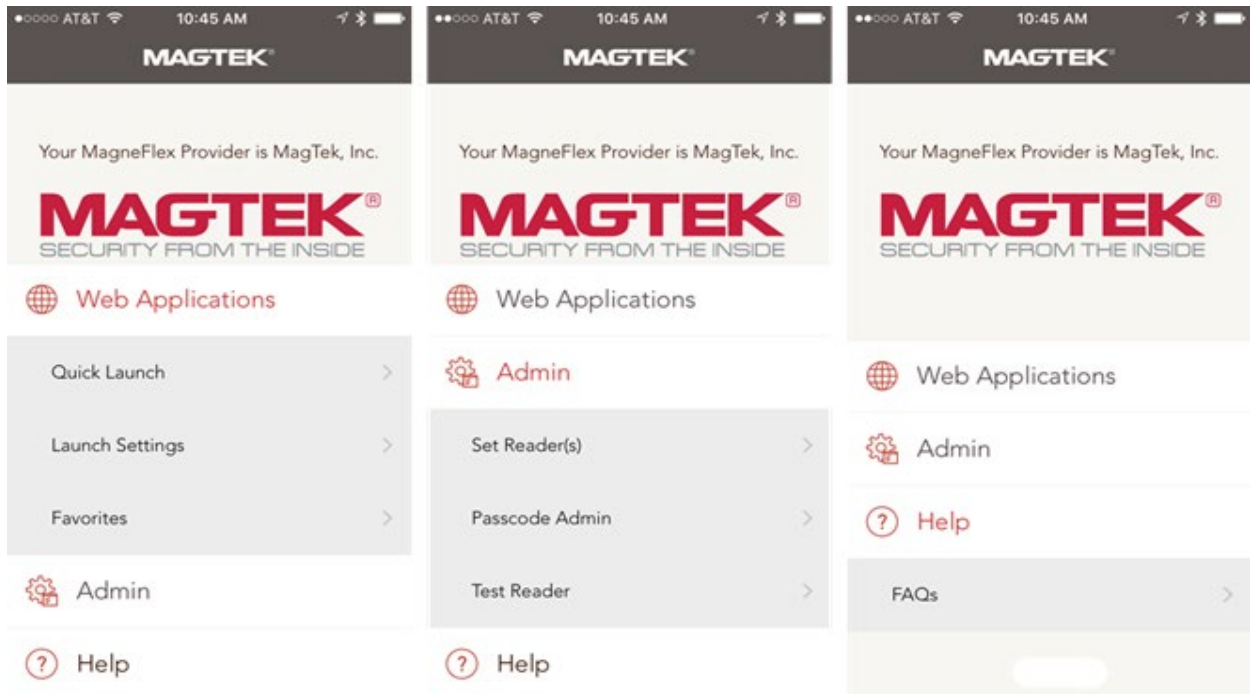 AT&T 10:45 AM
MAGTEK®
Your MagneFlex Provider is MagTek, Inc.
MAGTEK®
SECURITY FROM THE INSIDE
Web Applications
Quick Launch
Launch Settings
Favorites
Admin
Help
AT&T 10:45 AM
MAGTEK®
Your MagneFlex Provider is MagTek, Inc.
MAGTEK®
SECURITY FROM THE INSIDE
Web Applications
Admin
Set Reader(s)
Passcode Admin
Test Reader
Help
AT&T 10:45 AM
MAGTEK®
Your MagneFlex Provider is MagTek, Inc.
MAGTEK®
SECURITY FROM THE INSIDE
Web Applications
Admin
Help
FAQs